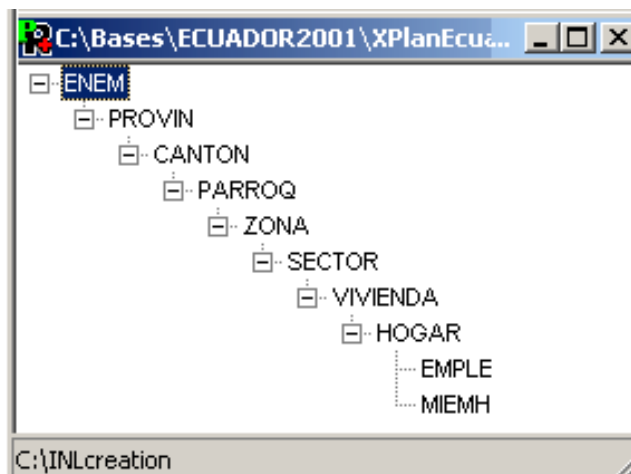 C:\Bases\ECUADOR2001\XPlanEcua...
ENEM
PROVIN
CANTON
PARROQ
ZONA
SECTOR
VIVIENDA
HOGAR
EMPLE
MIEMH
C:\INLcreation